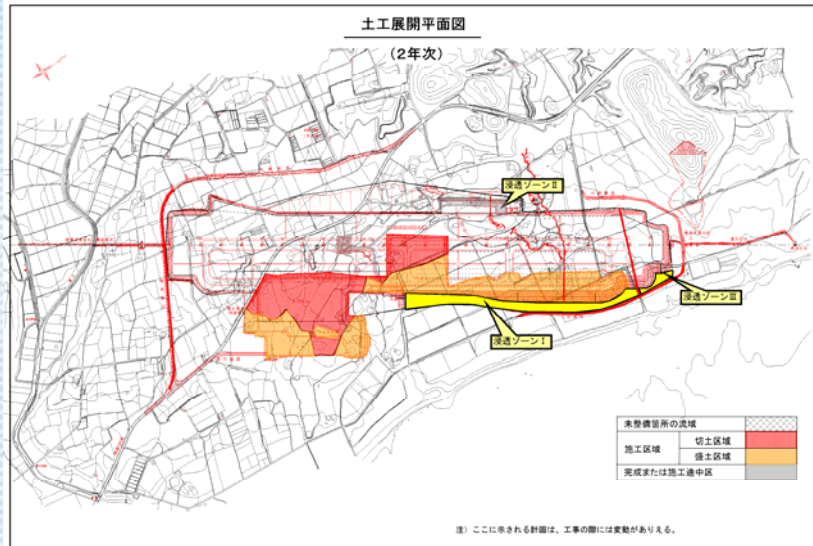 土工展開平面図
(2年次)
浸透ゾーンⅡ
浸透ゾーンⅢ
浸透ゾーンⅠ
未整備箇所の流域
施工区域
切土区域
盛土区域
完成または施工途中区
注) ここに示される計画は、工事の際には変動がありえる。